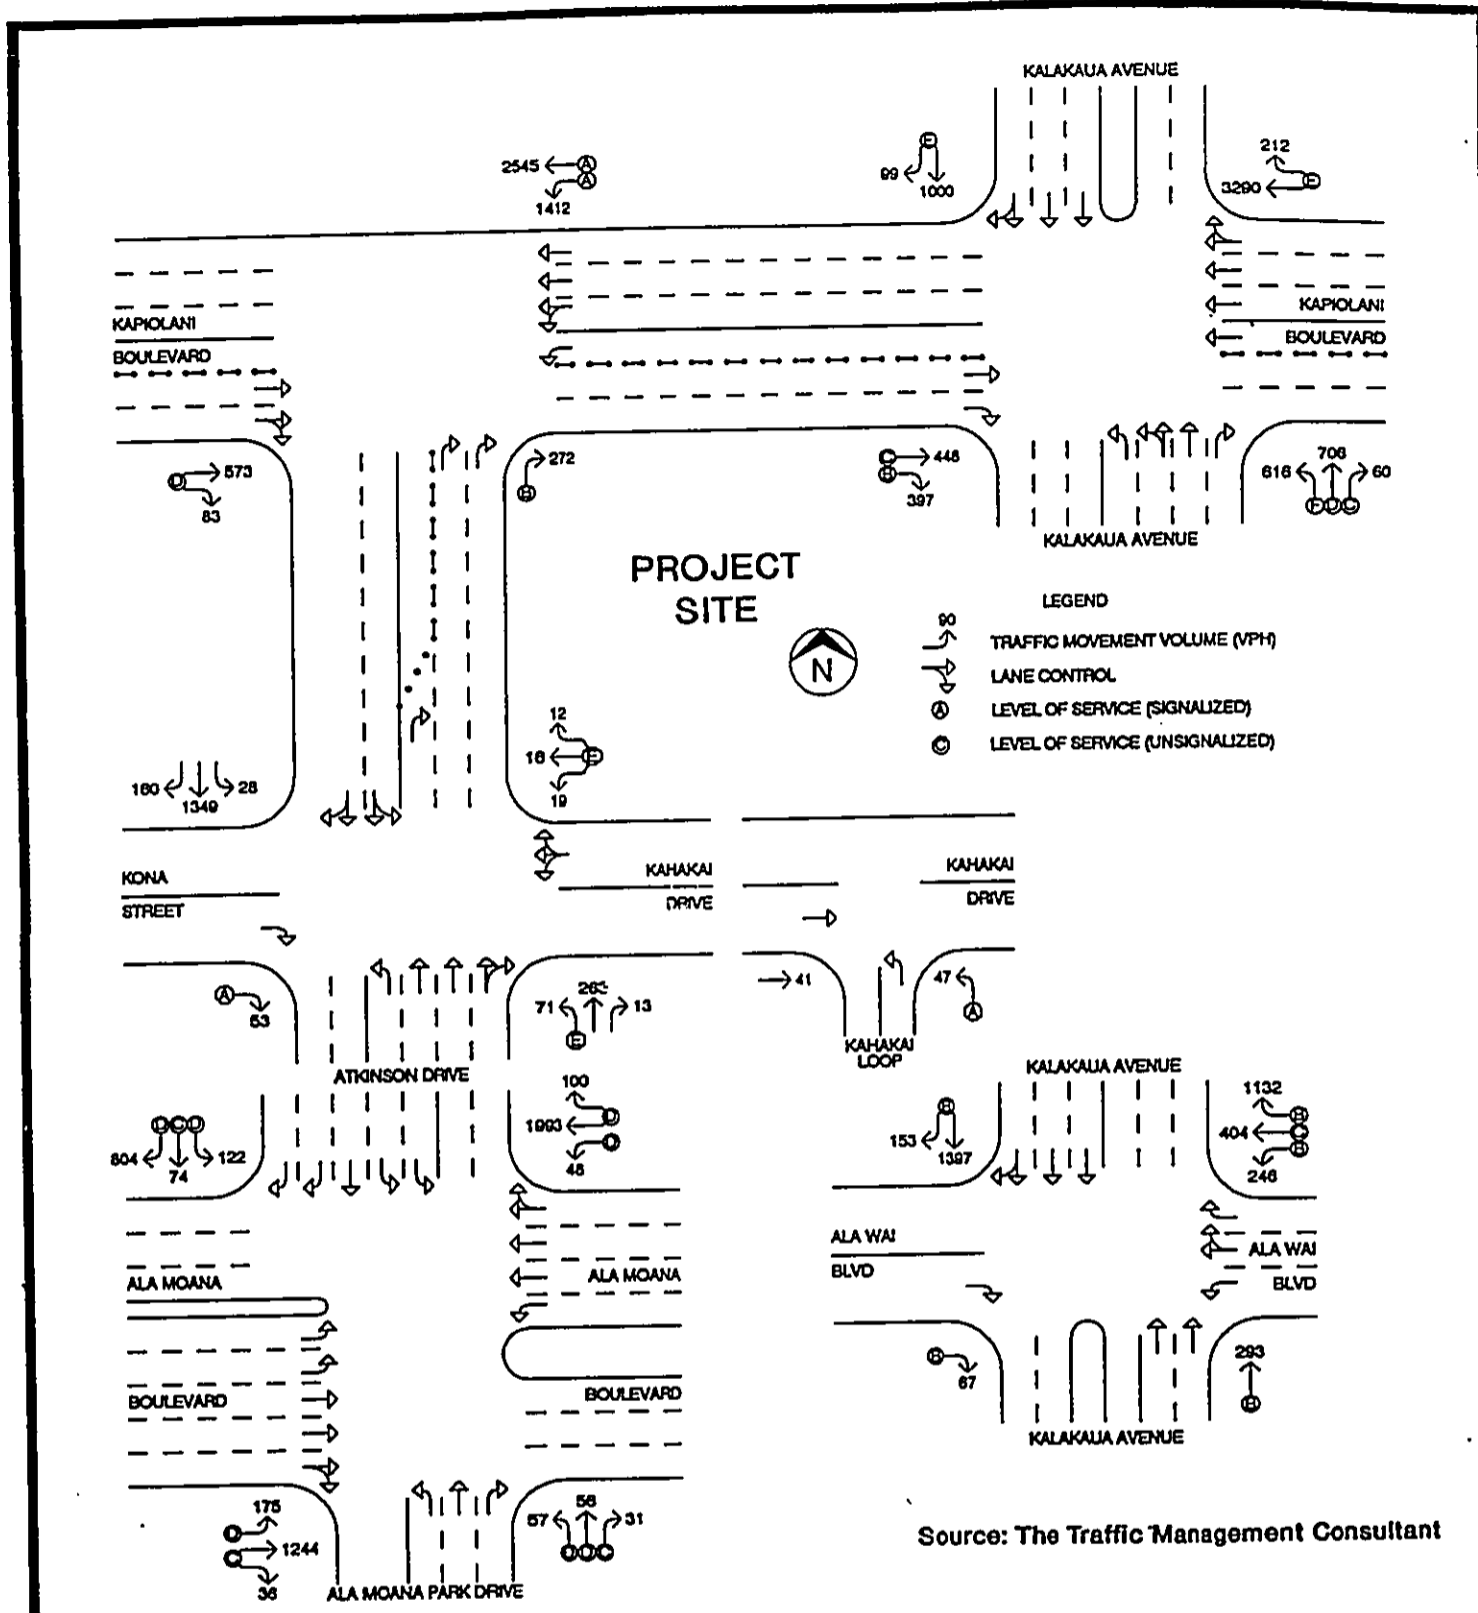 KALAKAUA AVENUE
2545
A
A
1412
99
1000
212
3290
KAPIOLANI
BOULEVARD
KAPIOLANI
BOULEVARD
573
83
272
448
397
616
706
60
F D C
KALAKAUA AVENUE
PROJECT
SITE
N
LEGEND
90
TRAFFIC MOVEMENT VOLUME (VPH)
LANE CONTROL
A LEVEL OF SERVICE (SIGNALIZED)
C LEVEL OF SERVICE (UNSIGNALIZED)
12
16
19
160
1349
28
KONA
STREET
KAHAKAI
DRIVE
KAHAKAI
DRIVE
A
53
71
13
E
41
47
A
KAHAKAI
LOOP
ATKINSON DRIVE
KALAKAUA AVENUE
D C D
604
74
122
100
1993
48
153
1397
1132
404
246
ALA MOANA
BOULEVARD
ALA MOANA
BOULEVARD
ALA WAI
BLVD
ALA WAI
BLVD
67
293
KALAKAUA AVENUE
175
1244
36
57
56
31
ALA MOANA PARK DRIVE
Source: The Traffic Management Consultant